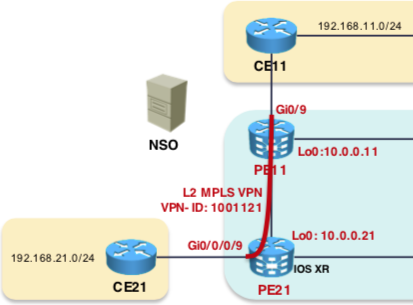 192.168.11.0/24
CE11
Gi0/9
NSO
Lo0:10.0.0.11
PE11
L2 MPLS VPN
VPN- ID: 1001121
Lo0: 10.0.0.21
Gi0/0/0/9
192.168.21.0/24
IOS XR
CE21
PE21